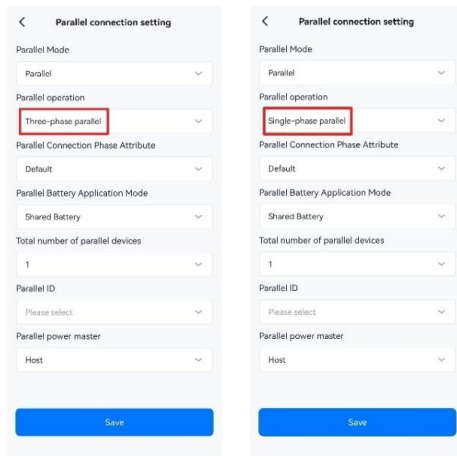 Parallel connection setting
Parallel Mode
Parallel
Parallel operation
Three-phase parallel
Parallel Connection Phase Attribute
Default
Parallel Battery Application Mode
Shared Battery
Total number of parallel devices
1
Parallel ID
Please select
Parallel power master
Host
Save
Parallel connection setting
Parallel Mode
Parallel
Parallel operation
Single-phase parallel
Parallel Connection Phase Attribute
Default
Parallel Battery Application Mode
Shared Battery
Total number of parallel devices
1
Parallel ID
Please select
Parallel power master
Host
Save